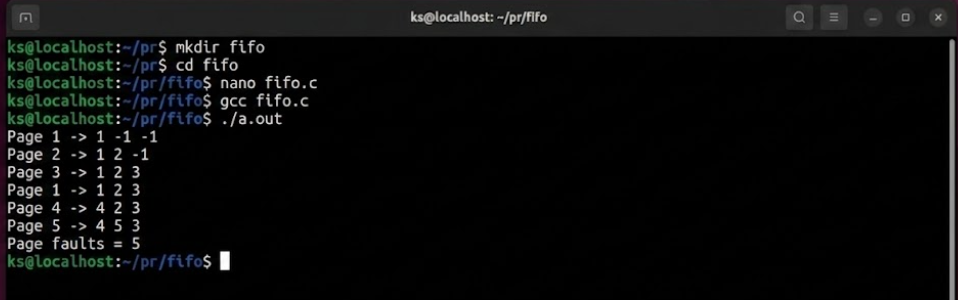 ks@localhost: ~/pr/fifo
ks@localhost:~/pr$ mkdir fifo
ks@localhost:~/pr$ cd fifo
ks@localhost:~/pr/fifo$ nano fifo.c
ks@localhost:~/pr/fifo$ gcc fifo.c
ks@localhost:~/pr/fifo$ ./a.out
Page 1 -> 1 -1 -1
Page 2 -> 1 2 -1
Page 3 -> 1 2 3
Page 1 -> 1 2 3
Page 4 -> 4 2 3
Page 5 -> 4 5 3
Page faults = 5
ks@localhost:~/pr/fifo$